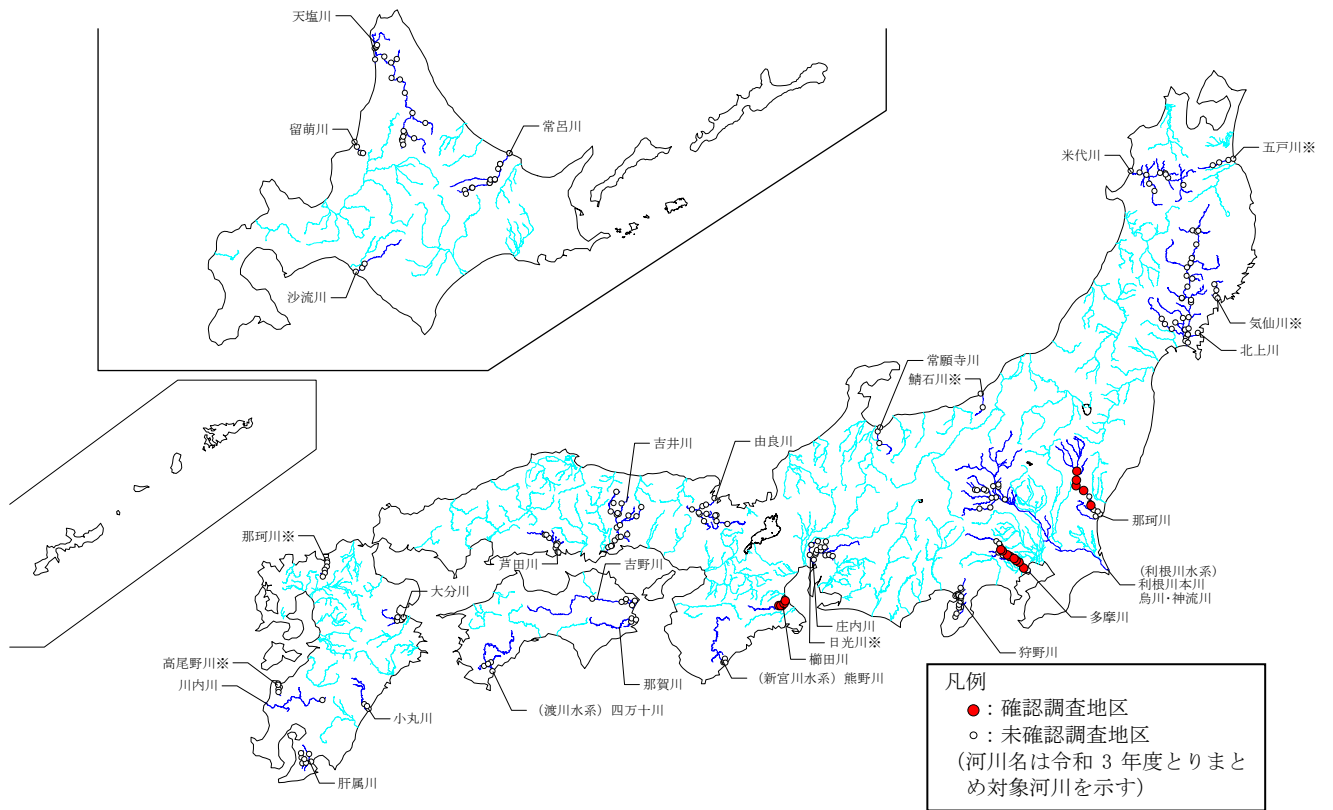 天塩川
留萌川
常呂川
沙流川
米代川
五戸川※
気仙川※
北上川
常願寺川
鯖石川※
吉井川
由良川
那珂川
那珂川※
芦田川
吉野川
大分川
(利根川水系)
利根川本川
烏川・神流川
多摩川
庄内川
日光川※
狩野川
櫛田川
高尾野川※
川内川
那賀川
(新宮川水系) 熊野川
小丸川
(渡川水系) 四万十川
肝属川
凡例
：確認調査地区
：未確認調査地区
(河川名は令和 3 年度とりまと
め対象河川を示す)